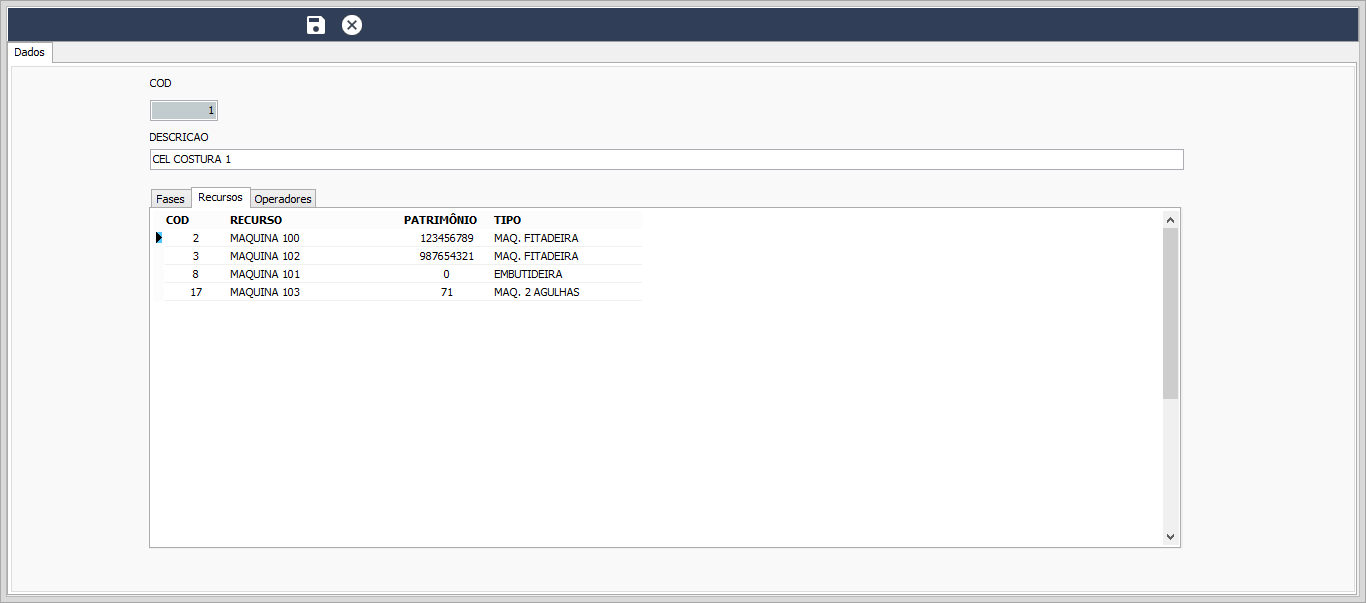 Dados
COD
1
DESCRICAO
CEL COSTURA 1
Fases Recursos Operadores
COD RECURSO PATRIMÔNIO TIPO
2 MAQUINA 100 123456789 MAQ. FITADEIRA
3 MAQUINA 102 987654321 MAQ. FITADEIRA
8 MAQUINA 101 0 EMBUTIDEIRA
17 MAQUINA 103 71 MAQ. 2 AGULHAS